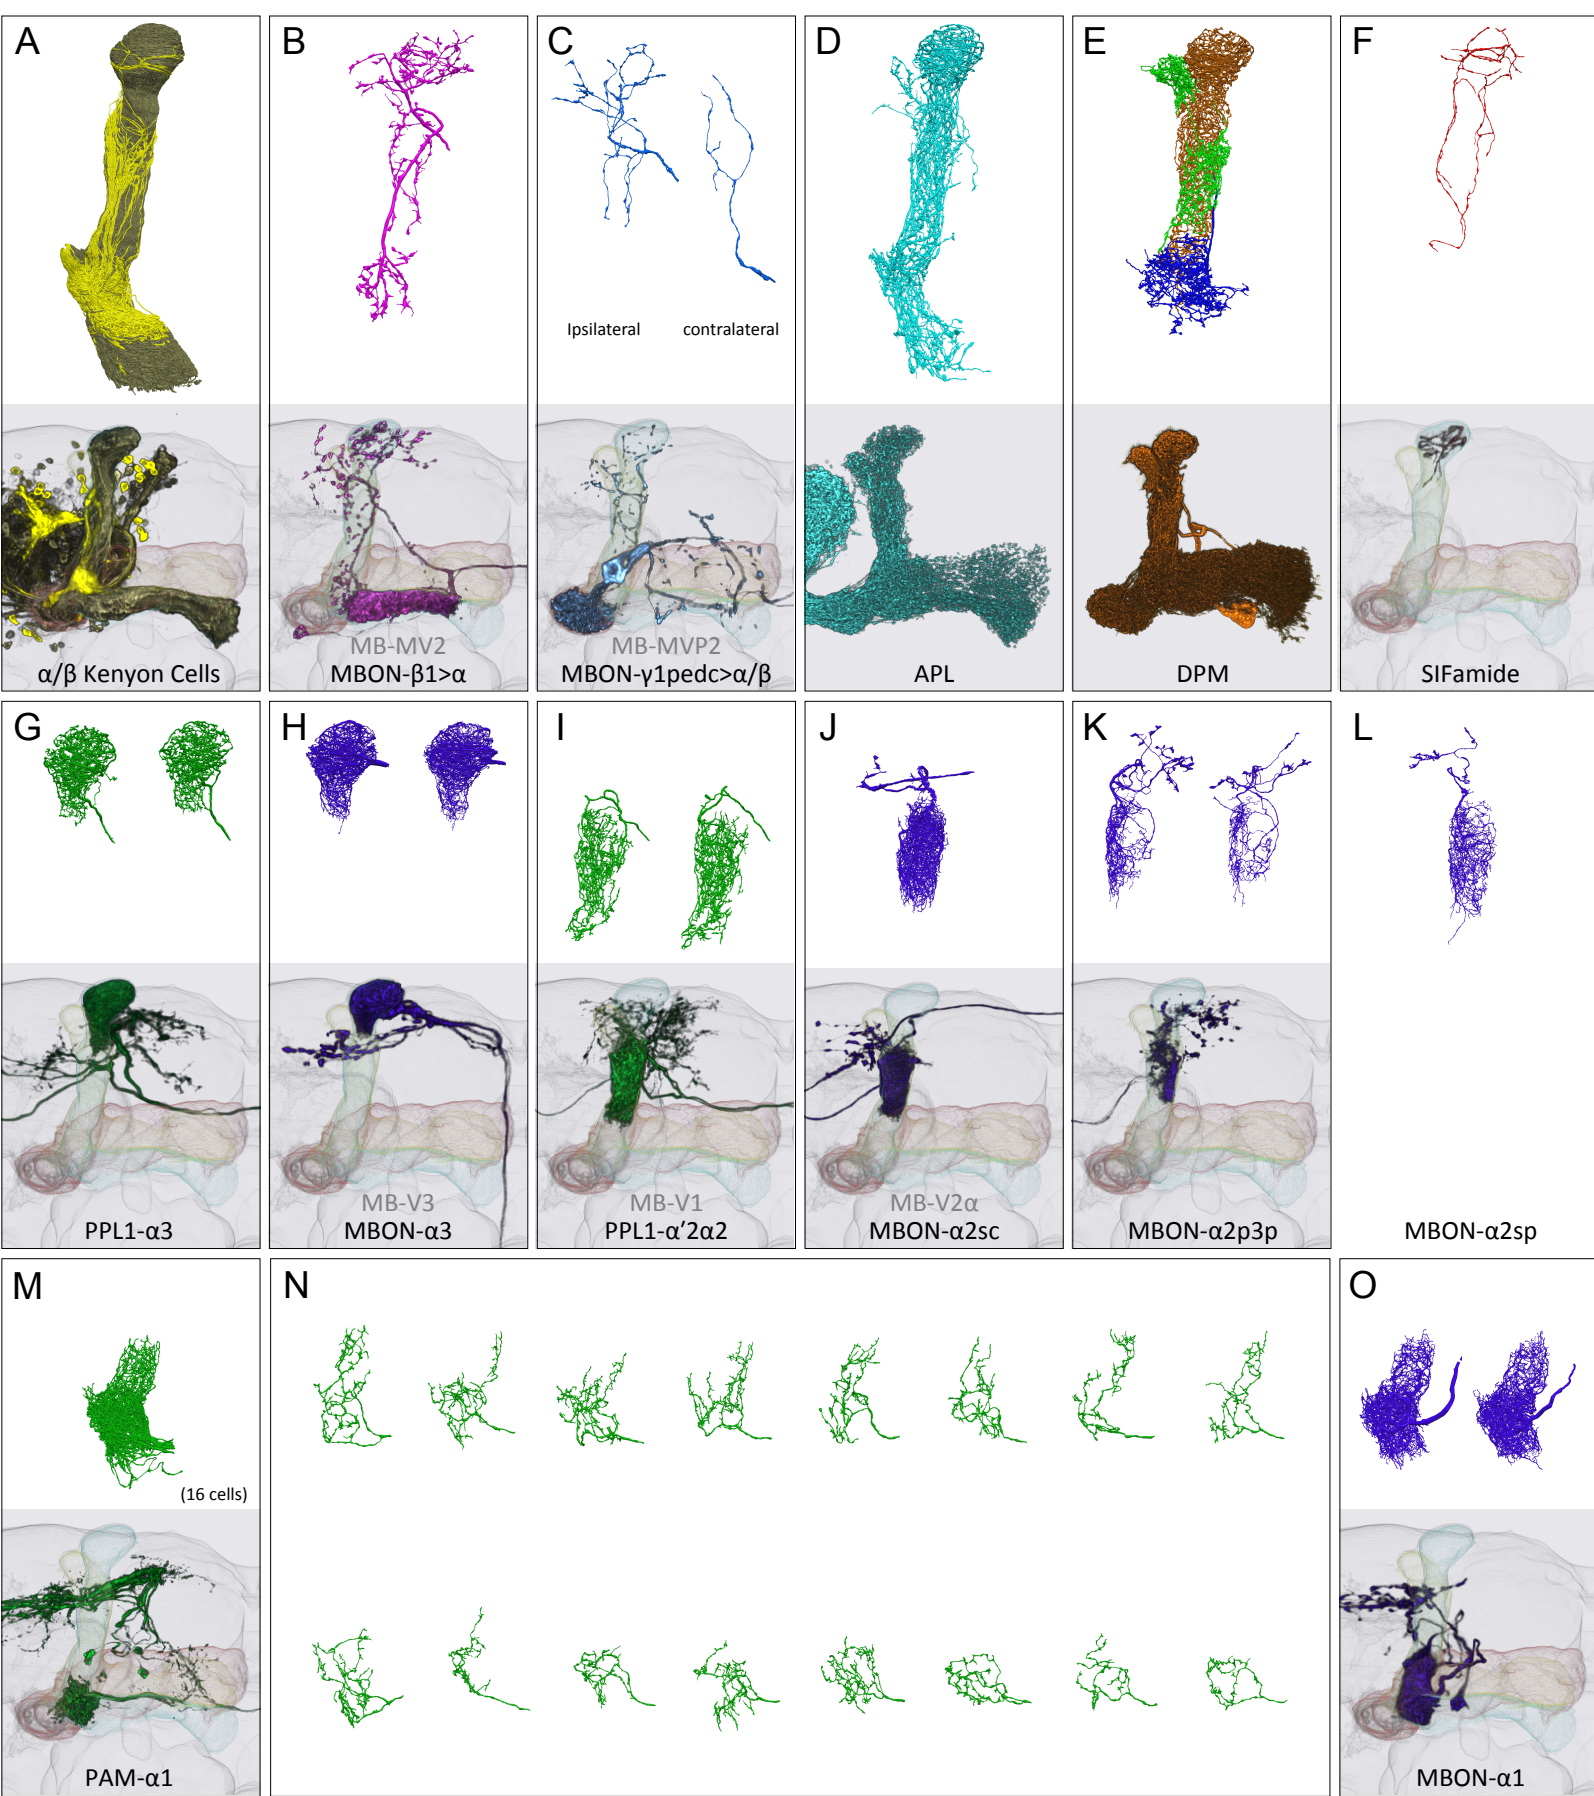 A
B
C
D
E
F
Ipsilateral
contralateral
α/β Kenyon Cells
MB-MV2
MBON-β1>α
MB-MVP2
MBON-γ1pedc>α/β
APL
DPM
SIFamide
G
H
I
J
K
L
PPL1-α3
MB-V3
MBON-α3
MB-V1
PPL1-α′2α2
MB-V2α
MBON-α2sc
MBON-α2p3p
MBON-α2sp
M
N
O
(16 cells)
PAM-α1
MBON-α1